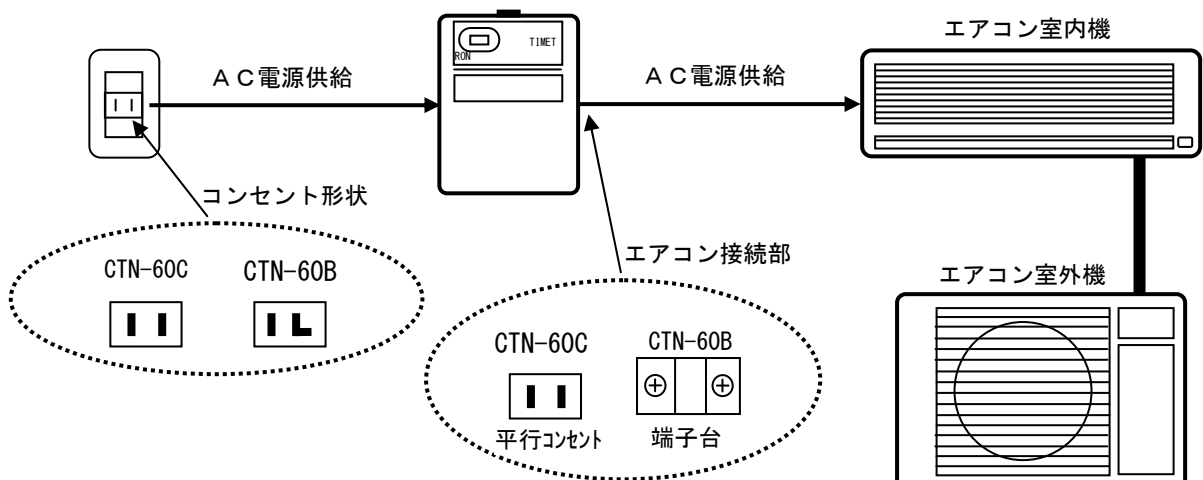 エアコン室内機
TIMET
RON
ＡＣ電源供給
ＡＣ電源供給
コンセント形状
エアコン接続部
CTN-60C
CTN-60B
エアコン室外機
CTN-60C
CTN-60B
平行ｺﾝｾﾝﾄ
端子台